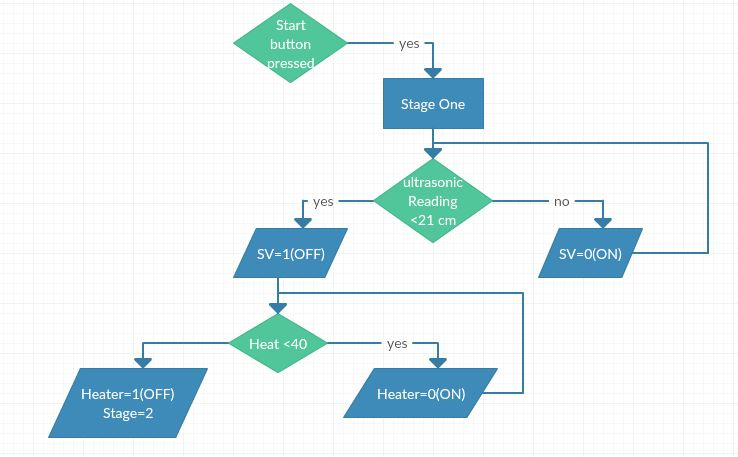 Start
button
pressed
yes
Stage One
ultrasonic
Reading
<21 cm
yes
no
SV=1(OFF)
SV=0(ON)
Heat <40
yes
Heater=1(OFF)
Stage=2
Heater=0(ON)